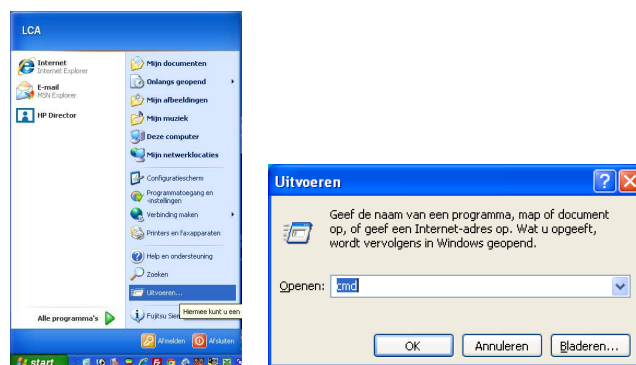 LCA
Internet
Internet Explorer
E-mail
MSN Explorer
HP Director
Alle programma's
Mijn documenten
Onlangs geopend
Mijn afbeeldingen
Mijn muziek
Deze computer
Mijn netwerklocaties
Configuratiescherm
Programmatoegang en
-instellingen
Verbinding maken
Printers en faxapparaten
Help en ondersteuning
Zoeken
Uitvoeren...
Fujitsu Sien
Hiermee kunt u een
Afmelden
Afsluiten
start
Uitvoeren
Geef de naam van een programma, map of document
op, of geef een Internet-adres op. Wat u opgeeft,
wordt vervolgens in Windows geopend.
Openen:
cmd
OK
Annuleren
Bladeren...